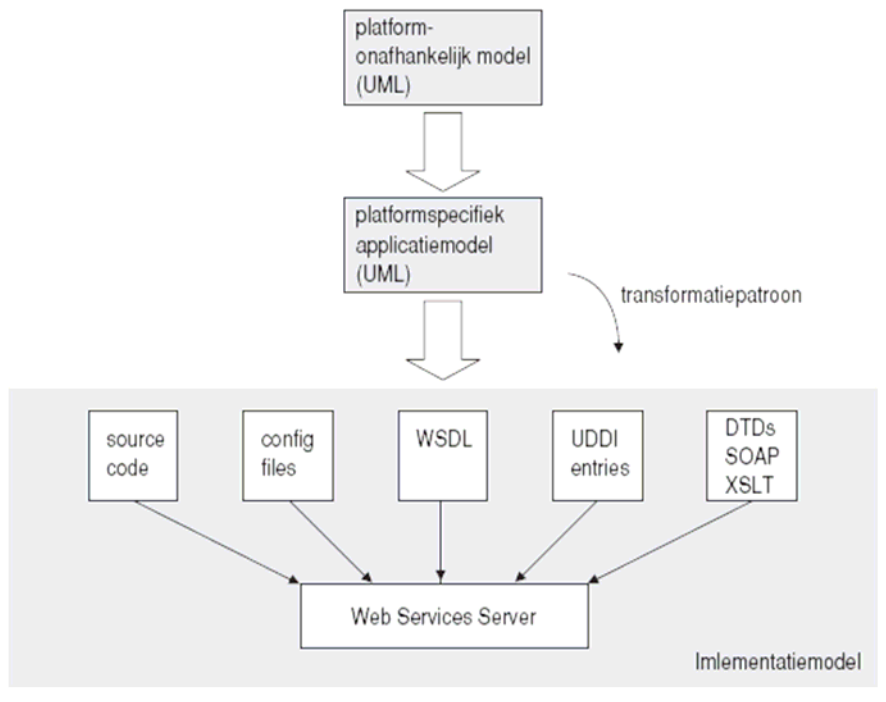 platform-
onafhankelijk model
(UML)
platformspecifiek
applicatiemodel
(UML)
transformatiepatroon
source
code
config
files
WSDL
UDDI
entries
DTDs
SOAP
XSLT
Web Services Server
Imlementatiemodel